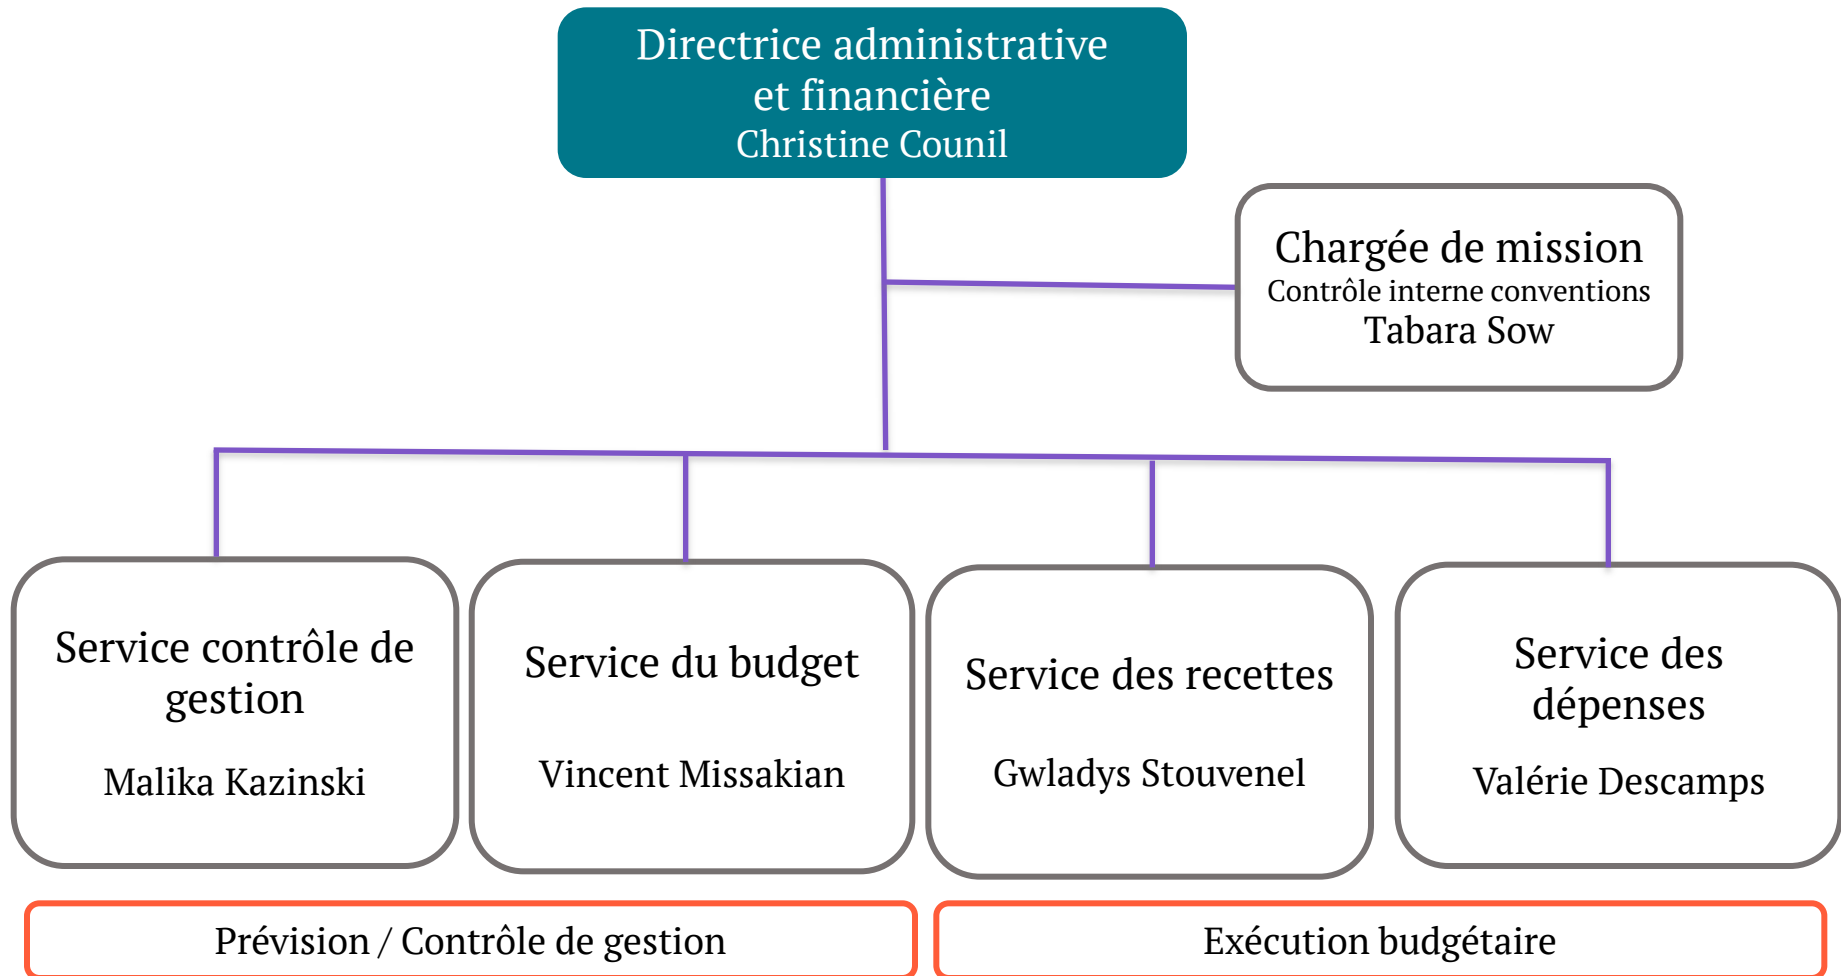 Directrice administrative
et financière
Christine Counil
Chargée de mission
Contrôle interne conventions
Tabara Sow
Service contrôle de
gestion
Malika Kazinski
Service du budget
Vincent Missakian
Service des recettes
Gwladys Stouvenel
Service des
dépenses
Valérie Descamps
Prévision / Contrôle de gestion
Exécution budgétaire